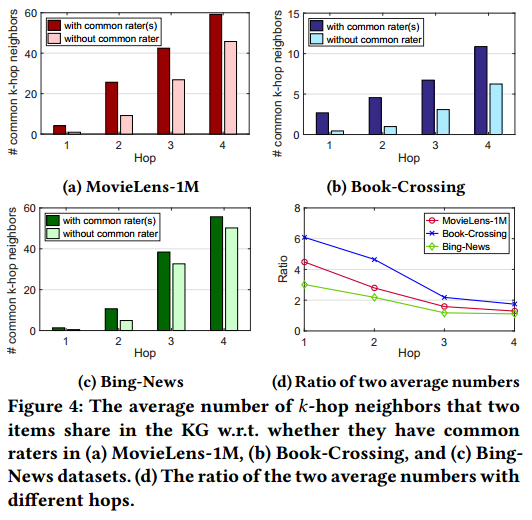 # common k-hop neighbors
60
40
20
0
with common rater(s)
without common rater
1 2 3 4
Hop
(a) MovieLens-1M
# common k-hop neighbors
15
10
5
0
with common rater(s)
without common rater
1 2 3 4
Hop
(b) Book-Crossing
# common k-hop neighbors
60
40
20
0
with common rater(s)
without common rater
1 2 3 4
Hop
(c) Bing-News
Ratio
8
6
4
2
0
MovieLens-1M
Book-Crossing
Bing-News
1 2 3 4
Hop
(d) Ratio of two average numbers
Figure 4: The average number of k-hop neighbors that two
items share in the KG w.r.t. whether they have common
raters in (a) MovieLens-1M, (b) Book-Crossing, and (c) Bing-
News datasets. (d) The ratio of the two average numbers with
different hops.